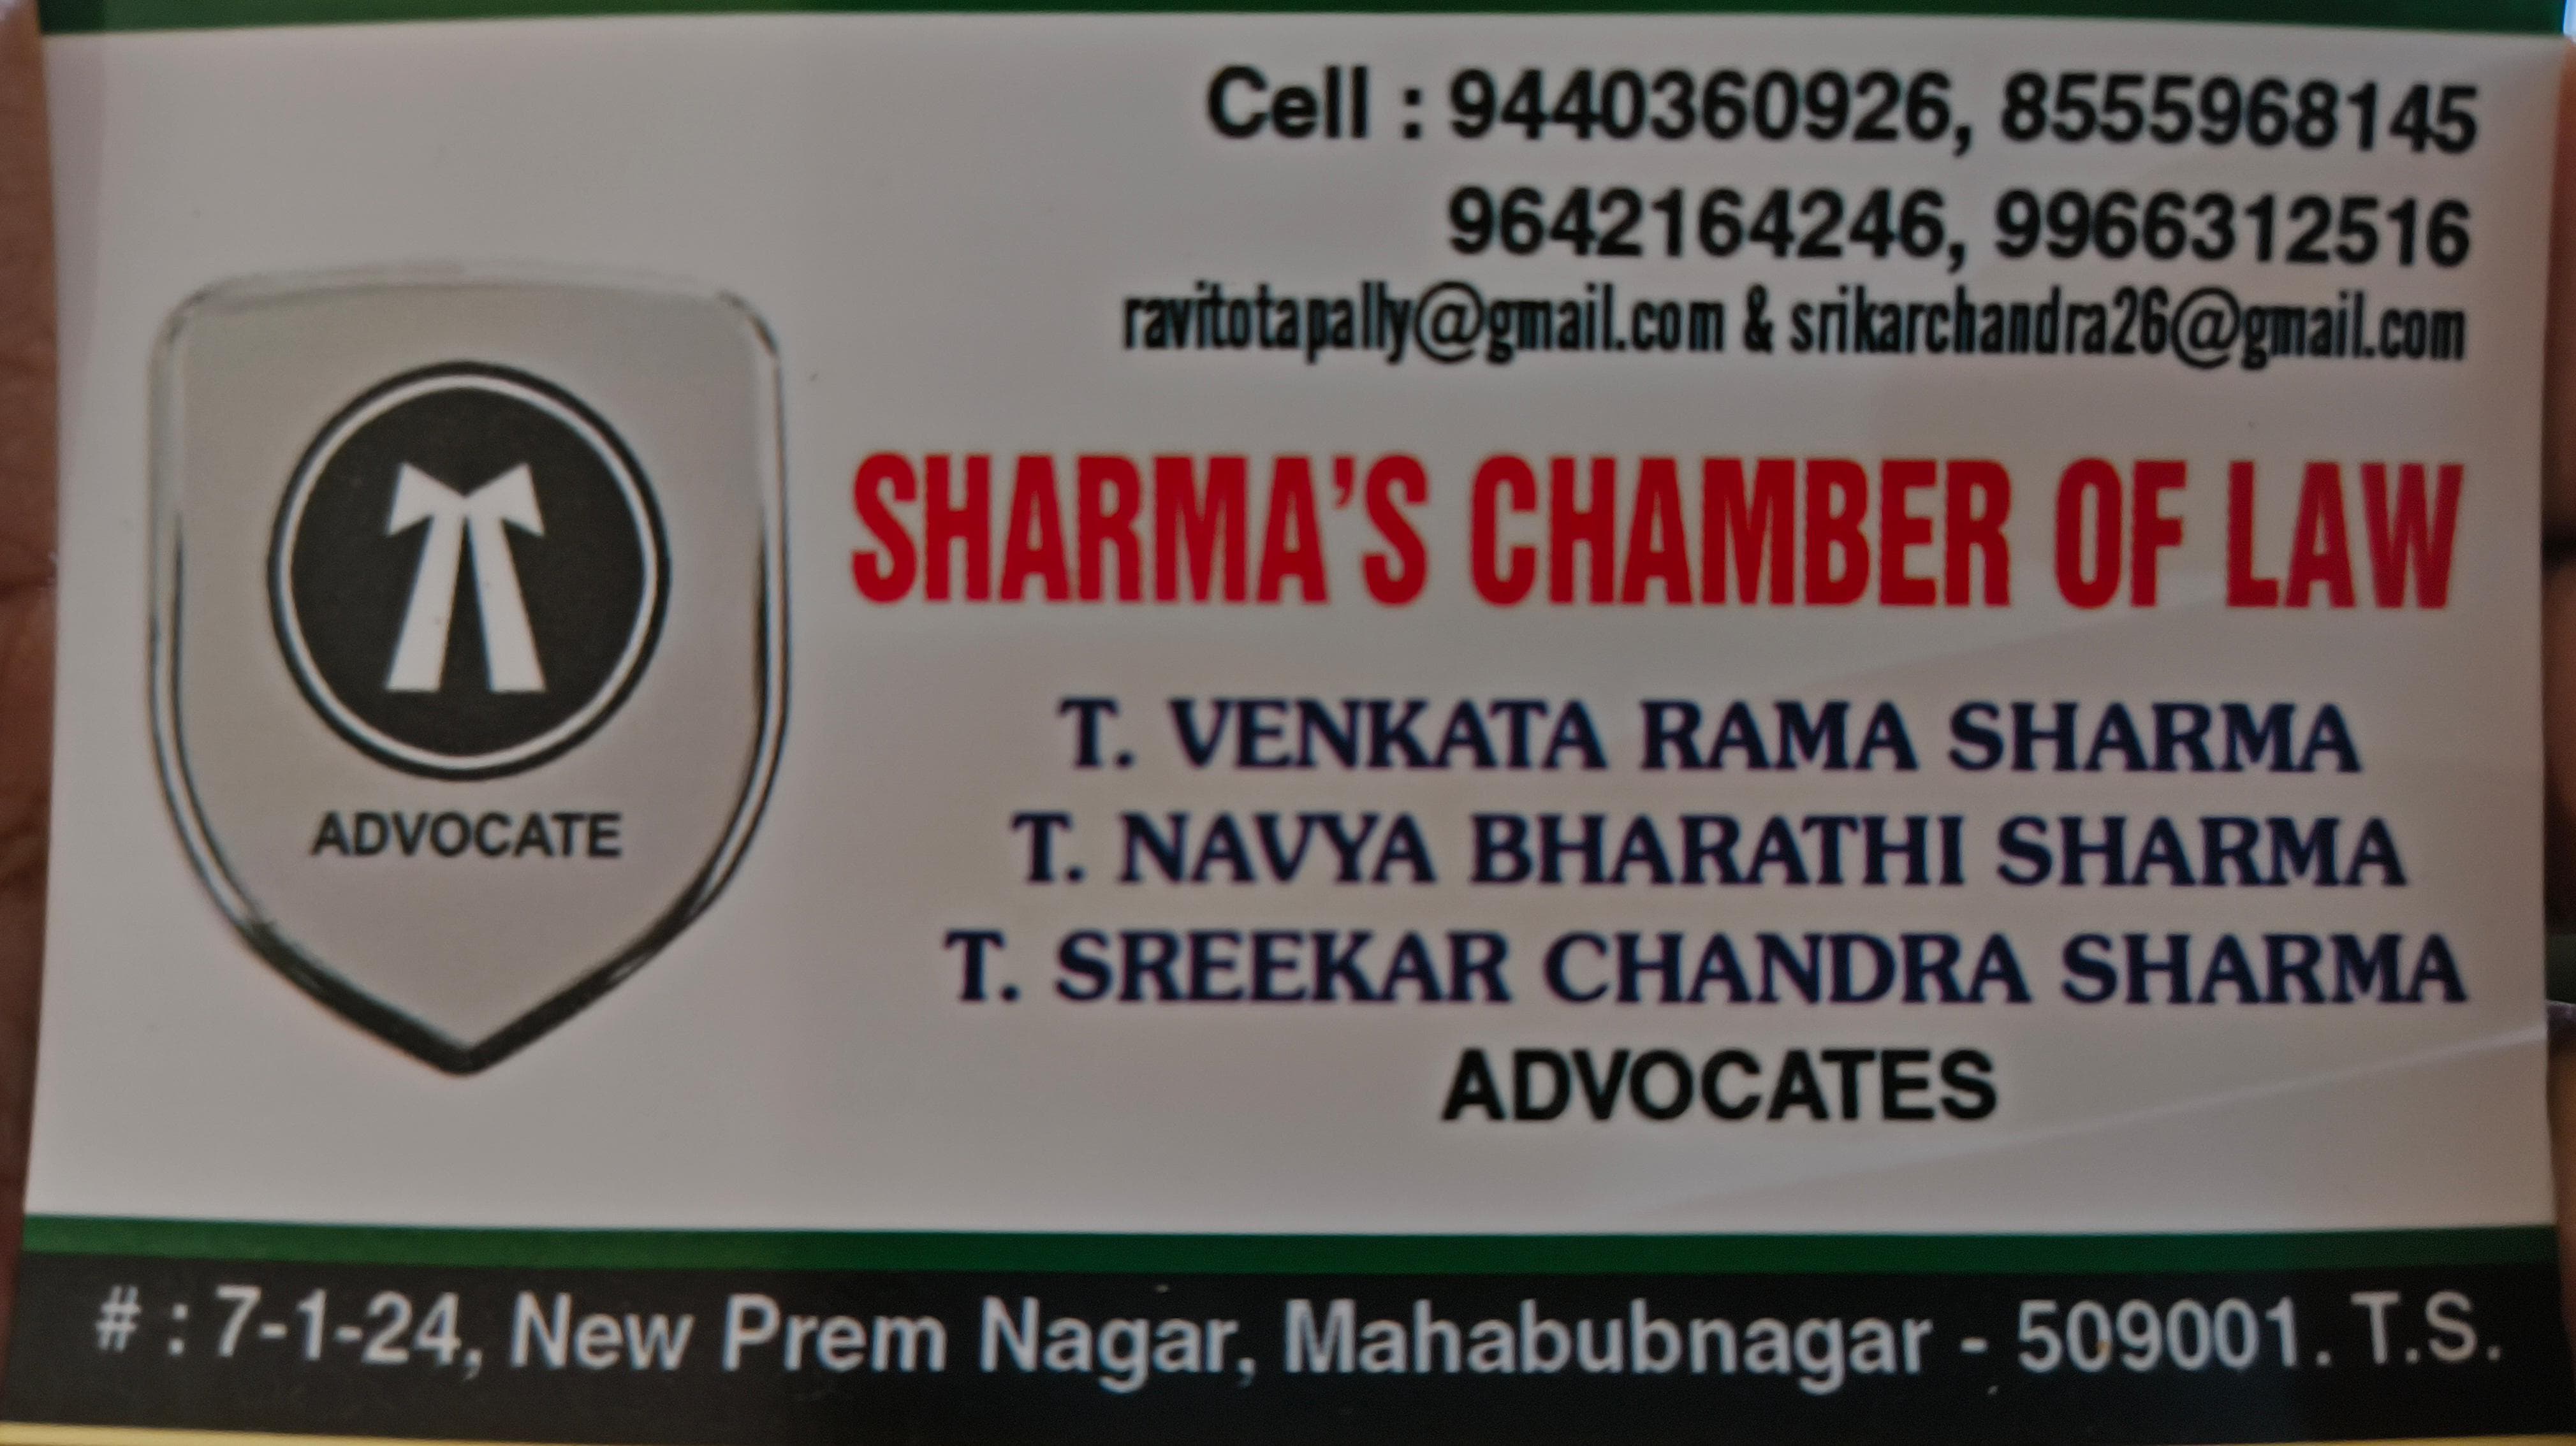 Cell : 9440360926, 8555968145
9642164246, 9966312516
ravitotapally@gmail.com & srikarchandra26@gmail.com
SHARMA'S CHAMBER OF LAW
T. VENKATA RAMA SHARMA
T. NAVYA BHARATHI SHARMA
T. SREEKAR CHANDRA SHARMA
ADVOCATES
ADVOCATE
# : 7-1-24, New Prem Nagar, Mahabubnagar - 509001. T.S.